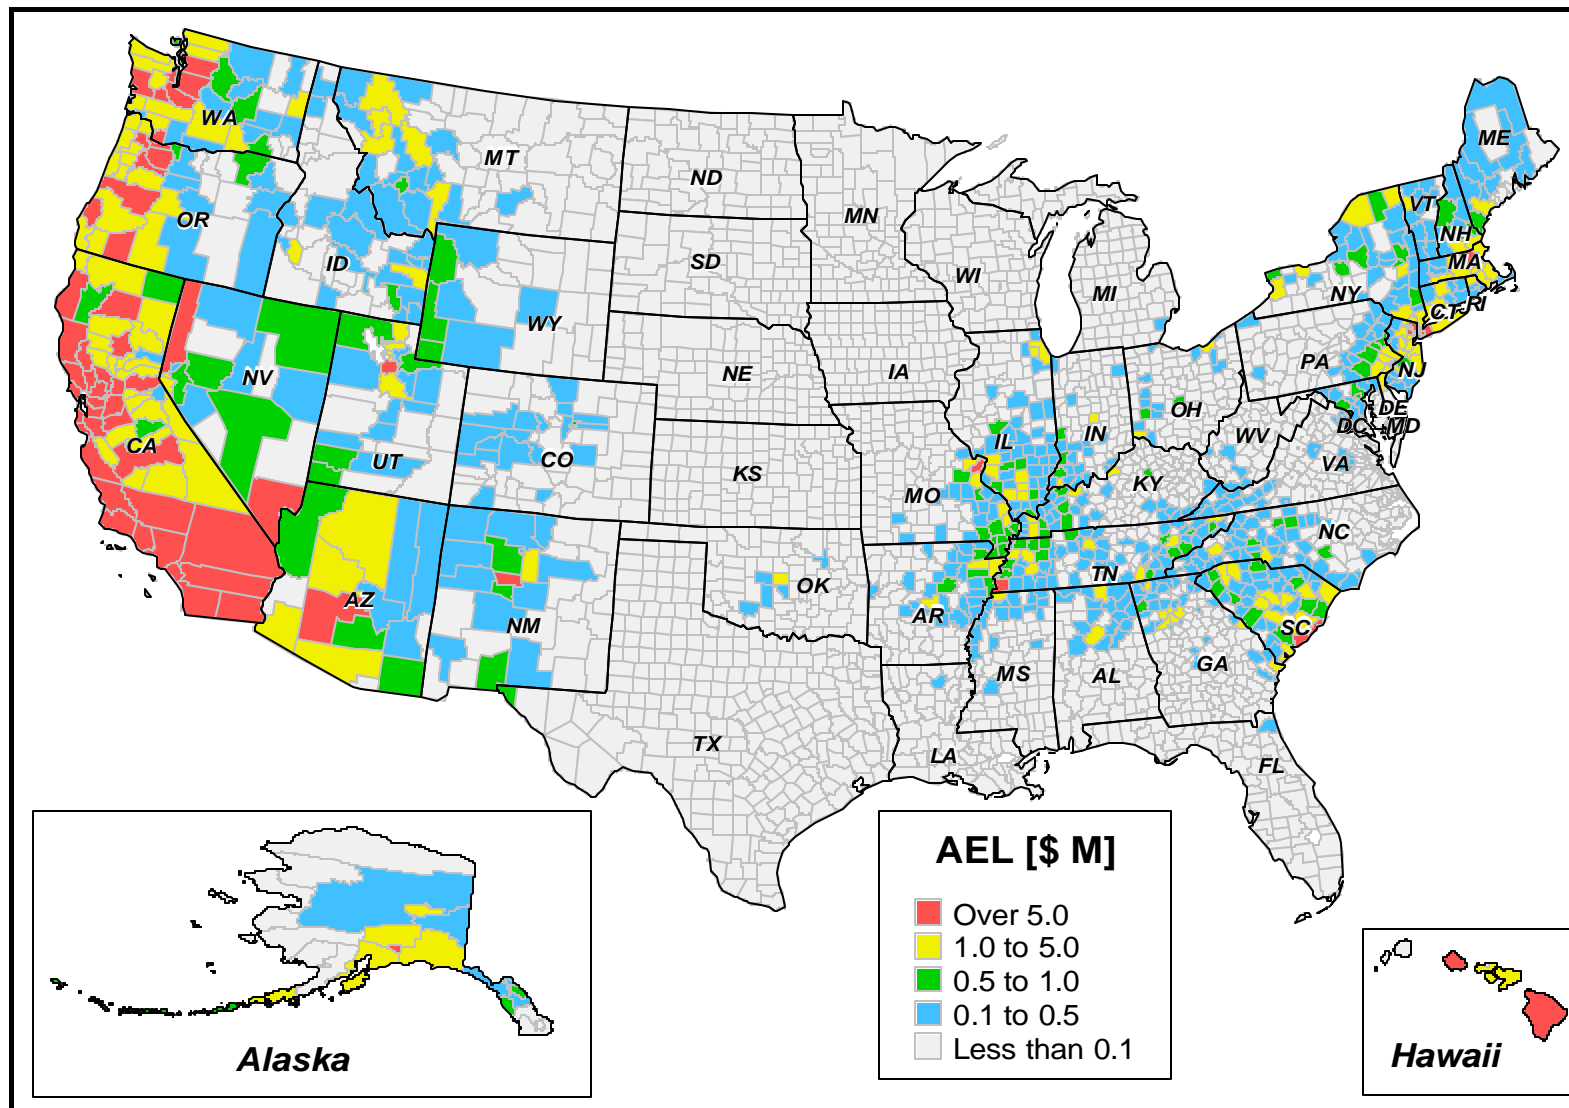 WA
MT
ND
MN
ME
VT
NH
MA
RI
CT
NY
OR
ID
SD
WI
MI
WY
NE
IA
PA
NJ
NV
UT
CO
KS
MO
IL
IN
OH
WV
VA
DE
MD
DC
CA
AZ
NM
OK
AR
KY
TN
NC
SC
MS
AL
GA
TX
LA
FL
AEL [$ M]
Over 5.0
1.0 to 5.0
0.5 to 1.0
0.1 to 0.5
Less than 0.1
Alaska
Hawaii